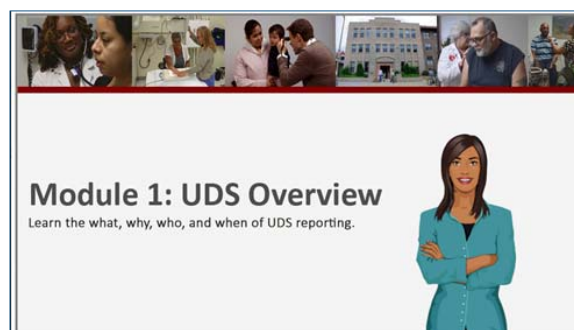 Module 1: UDS Overview
Learn the what, why, who, and when of UDS reporting.